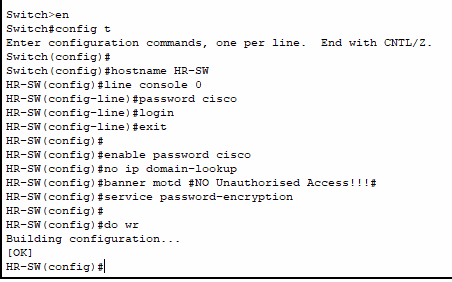 Switch>en
Switch#config t
Enter configuration commands, one per line.  End with CNTL/Z.
Switch(config)#
Switch(config)#hostname HR-SW
HR-SW(config)#line console 0
HR-SW(config-line)#password cisco
HR-SW(config-line)#login
HR-SW(config-line)#exit
HR-SW(config)#
HR-SW(config)#enable password cisco
HR-SW(config)#no ip domain-lookup
HR-SW(config)#banner motd #NO Unauthorised Access!!!#
HR-SW(config)#service password-encryption
HR-SW(config)#
HR-SW(config)#do wr
Building configuration...
[OK]
HR-SW(config)#